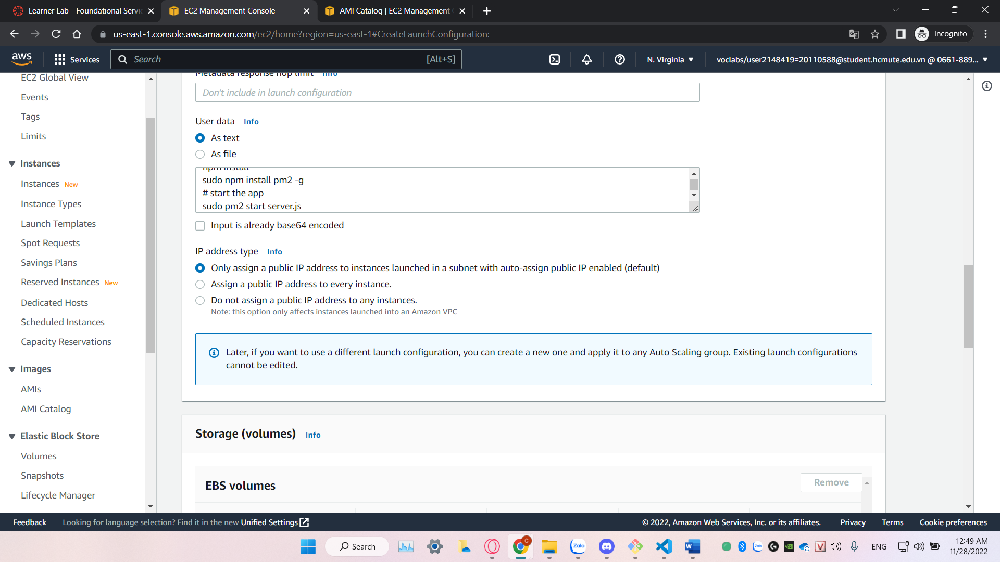 Learner Lab - Foundational Servic
EC2 Management Console
AMI Catalog | EC2 Management C
us-east-1.console.aws.amazon.com/ec2/home?region=us-east-1#CreateLaunchConfiguration:
Incognito
aws
Services
Search
[Alt+S]
N. Virginia
voclabs/user2148419=20110588@student.hcmute.edu.vn @ 0661-889...
EC2 Global View
Events
Tags
Limits
Instances
Instances New
Instance Types
Launch Templates
Spot Requests
Savings Plans
Reserved Instances New
Dedicated Hosts
Scheduled Instances
Capacity Reservations
Images
AMIs
AMI Catalog
Elastic Block Store
Volumes
Snapshots
Lifecycle Manager
Metadata response hop limit Info
Don't include in launch configuration
User data Info
As text
As file
npm install
sudo npm install pm2 -g
# start the app
sudo pm2 start server.js
Input is already base64 encoded
IP address type Info
Only assign a public IP address to instances launched in a subnet with auto-assign public IP enabled (default)
Assign a public IP address to every instance.
Do not assign a public IP address to any instances.
Note: this option only affects instances launched into an Amazon VPC
Later, if you want to use a different launch configuration, you can create a new one and apply it to any Auto Scaling group. Existing launch configurations
cannot be edited.
Storage (volumes) Info
EBS volumes
Remove
Feedback
Looking for language selection? Find it in the new Unified Settings
© 2022, Amazon Web Services, Inc. or its affiliates.
Privacy
Terms
Cookie preferences
Search
C
Zalo
W
Zalo
V
ENG
12:49 AM
11/28/2022